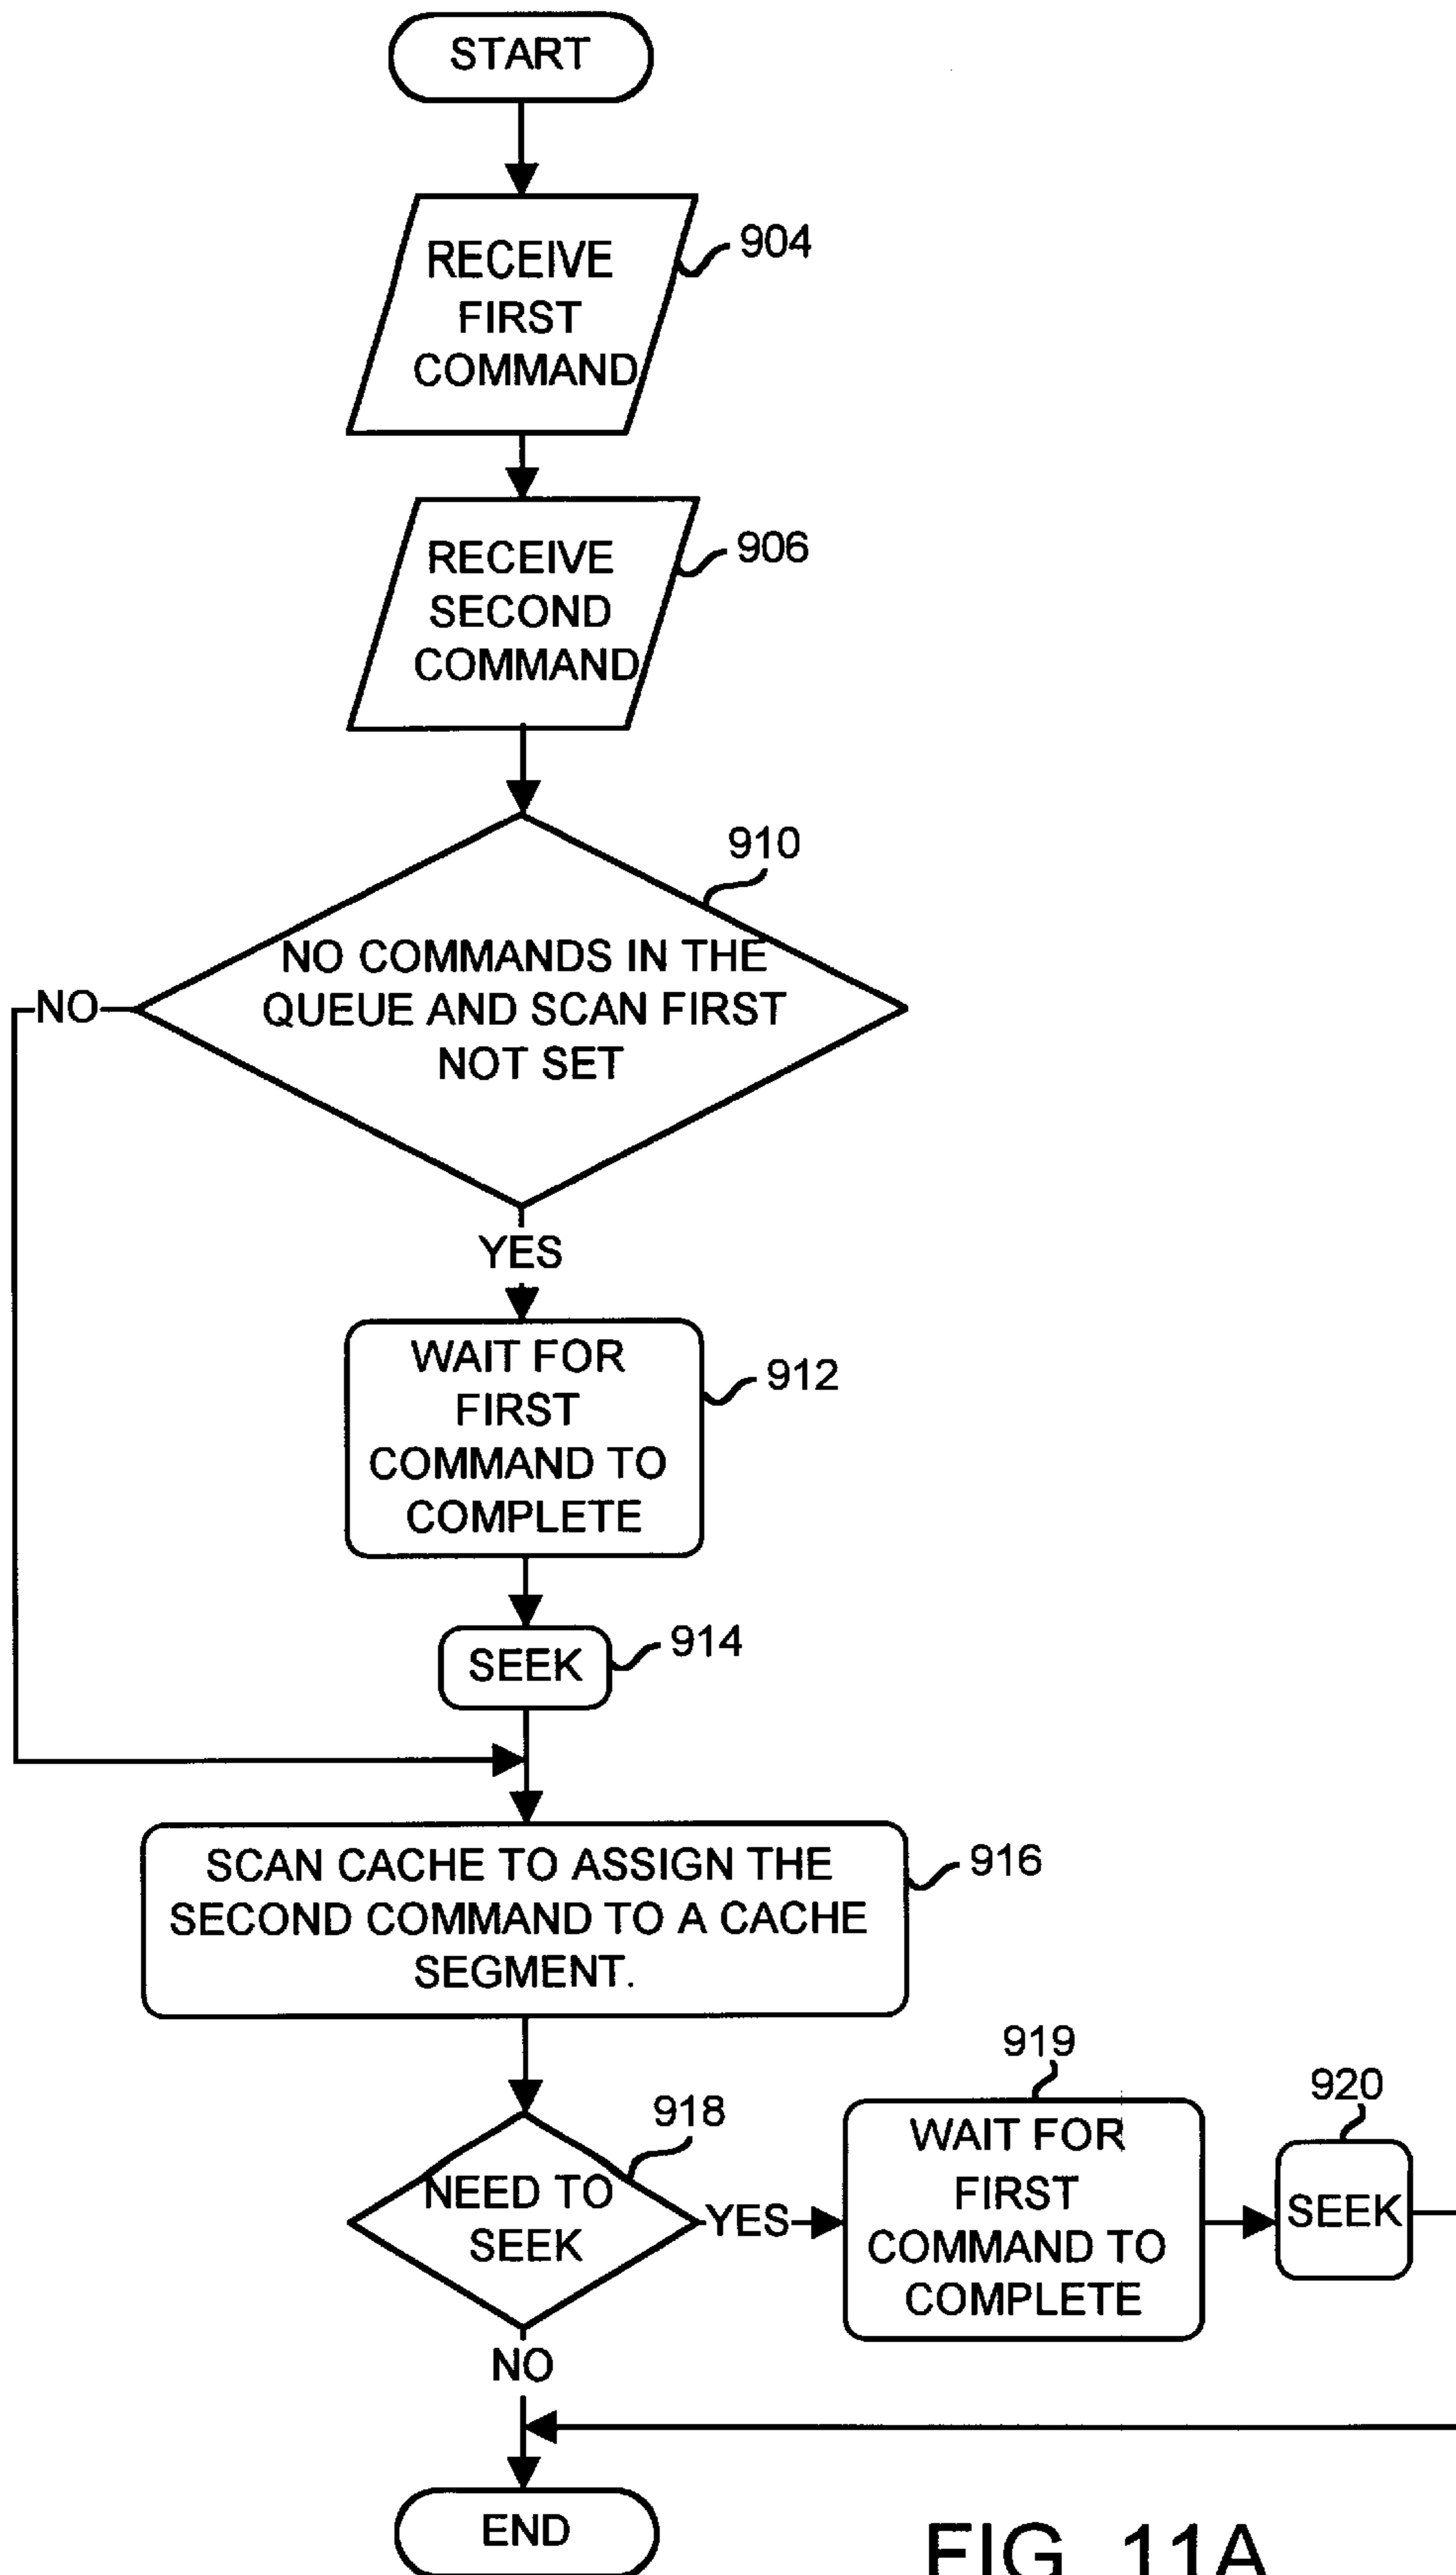 START
RECEIVE
FIRST
COMMAND
904
RECEIVE
SECOND
COMMAND
906
910
NO COMMANDS IN THE
QUEUE AND SCAN FIRST
NOT SET
NO
YES
WAIT FOR
FIRST
COMMAND TO
COMPLETE
912
SEEK
914
SCAN CACHE TO ASSIGN THE
SECOND COMMAND TO A CACHE
SEGMENT.
916
918
NEED TO
SEEK
YES
919
WAIT FOR
FIRST
COMMAND TO
COMPLETE
920
SEEK
NO
END
FIG. 11A